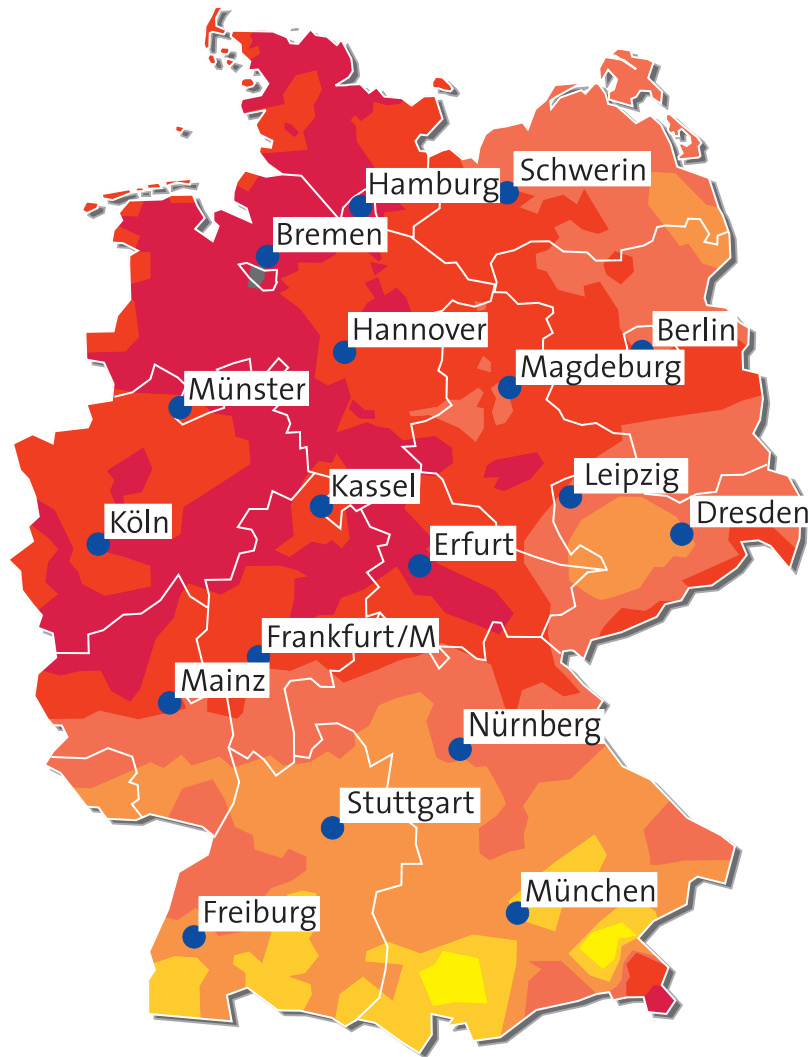 Schwerin
Hamburg
Bremen
Hannover
Berlin
Magdeburg
Münster
Leipzig
Kassel
Dresden
Köln
Erfurt
Frankfurt/M
Mainz
Nürnberg
Stuttgart
München
Freiburg